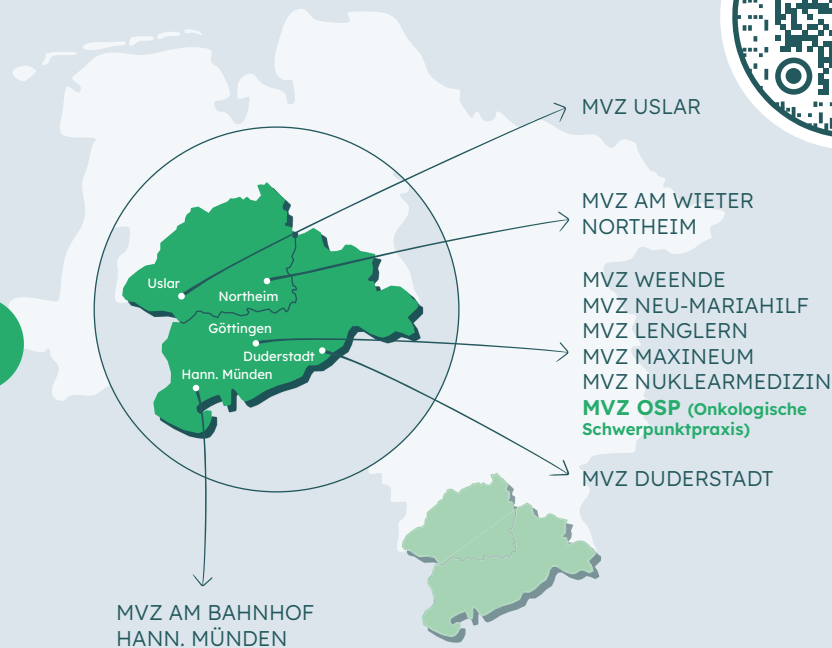 MVZ USLAR
MVZ AM WIETER
NORTHEIM
Uslar
Northeim
Göttingen
Duderstadt
Hann. Münden
MVZ WEENDE
MVZ NEU-MARIAHILF
MVZ LENGLERN
MVZ MAXINEUM
MVZ NUKLEARMEDIZIN
MVZ OSP (Onkologische
Schwerpunktpraxis)
MVZ DUDERSTADT
MVZ AM BAHNHOF
HANN. MÜNDEN